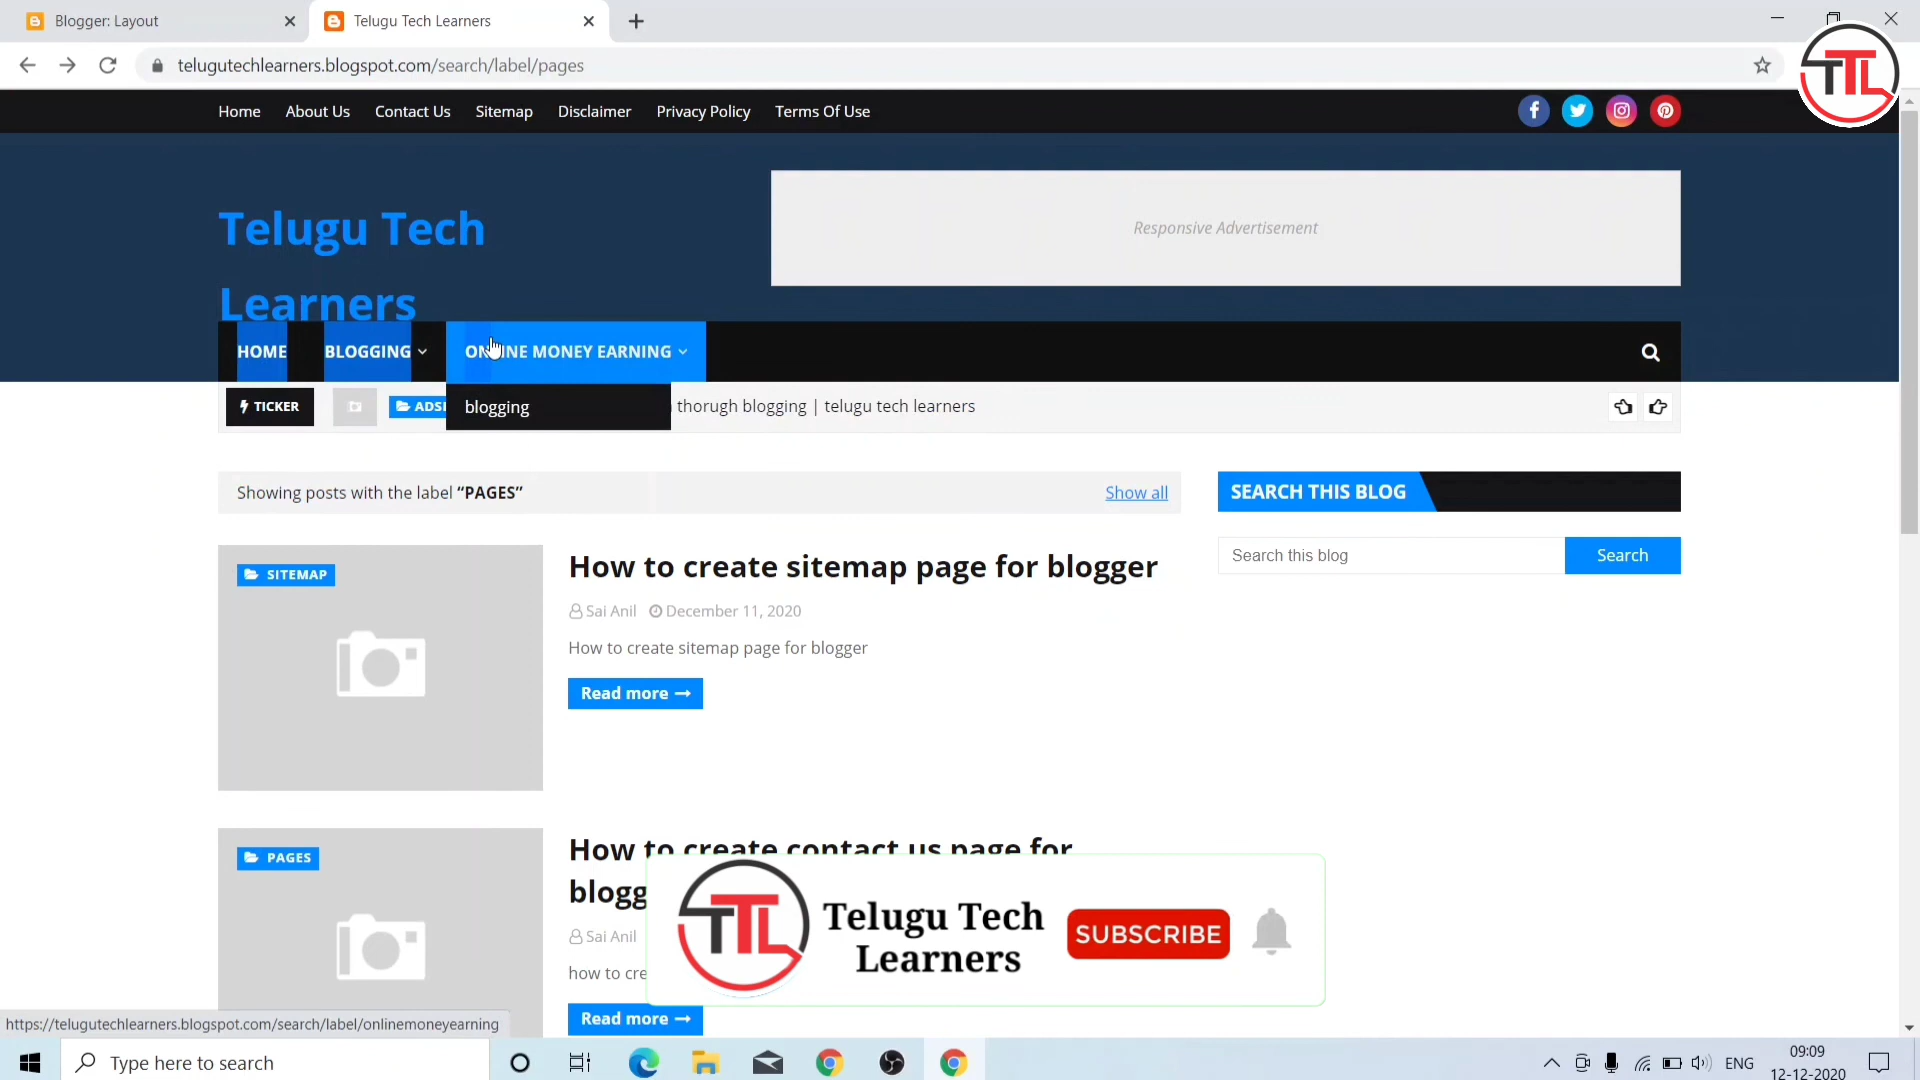 Blogger: Layout
Telugu Tech Learners
telugutechlearners.blogspot.com/search/label/pages
TTL
Home About Us Contact Us Sitemap Disclaimer Privacy Policy Terms Of Use
Telugu Tech
Learners
Responsive Advertisement
HOME BLOGGING ONLINE MONEY EARNING
TICKER ADSE blogging thorugh blogging | telugu tech learners
Showing posts with the label “PAGES” Show all
SEARCH THIS BLOG
Search this blog Search
SITEMAP
How to create sitemap page for blogger
Sai Anil December 11, 2020
How to create sitemap page for blogger
Read more
PAGES
How to create contact us page for
blogg
Sai Anil
how to cre
Read more
TTL
Telugu Tech
Learners
SUBSCRIBE
https://telugutechlearners.blogspot.com/search/label/onlinemoneyearning
Type here to search
ENG
09:09
12-12-2020